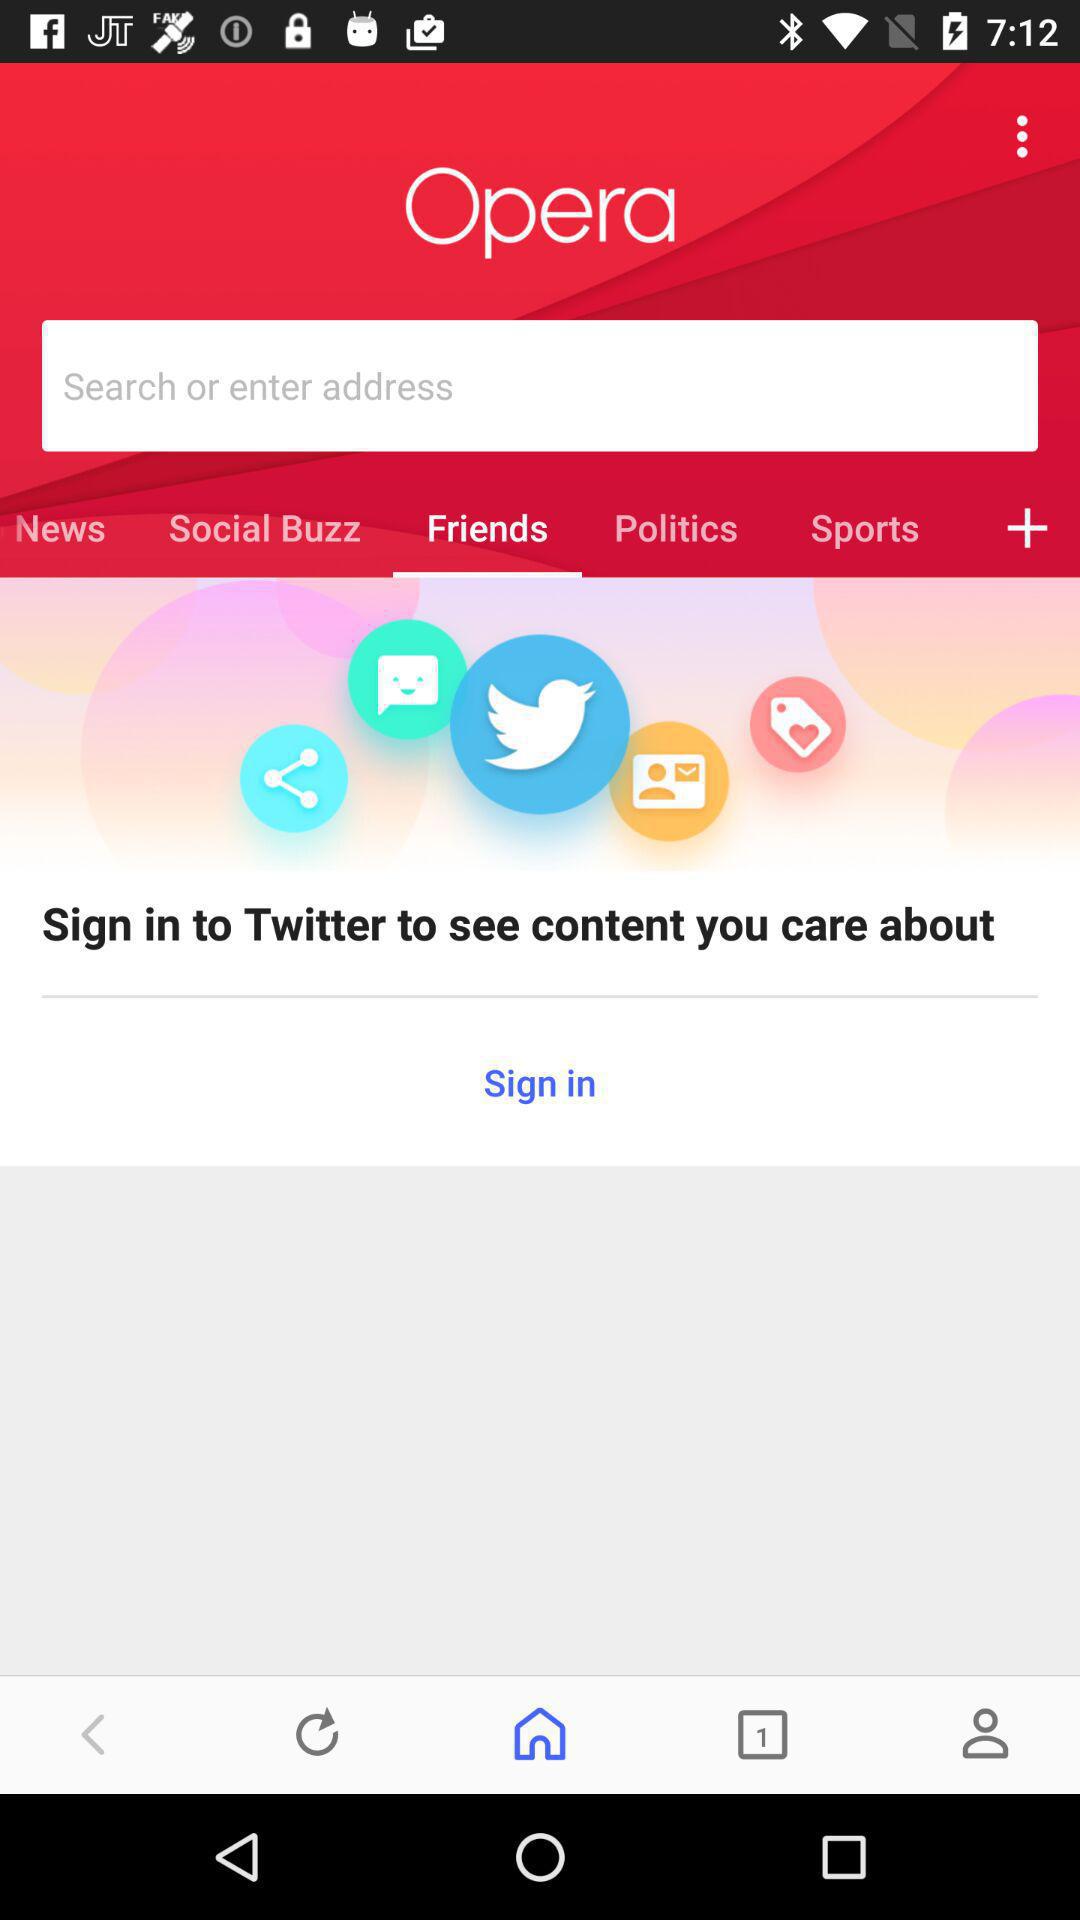 FAKE
7:12
Opera
Search or enter address
News Social Buzz Friends Politics Sports +
Sign in to Twitter to see content you care about
Sign in
1